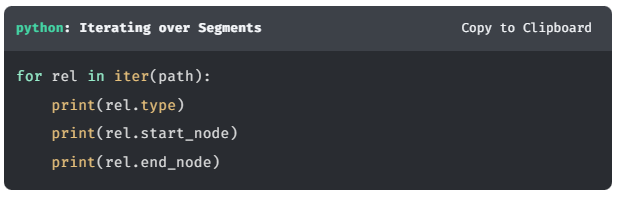 python: Iterating over Segments Copy to Clipboard
for rel in iter(path):
    print(rel.type)
    print(rel.start_node)
    print(rel.end_node)